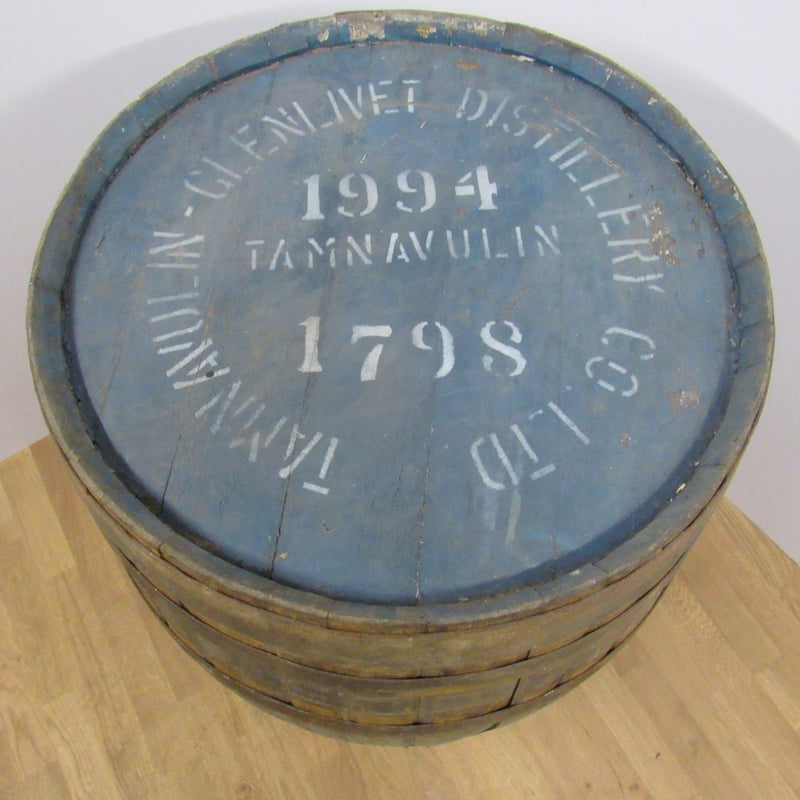 TAMNAVULIN-GLENLIVET DISTILLERY CO LTD
1994
TAMNAVULIN
1798